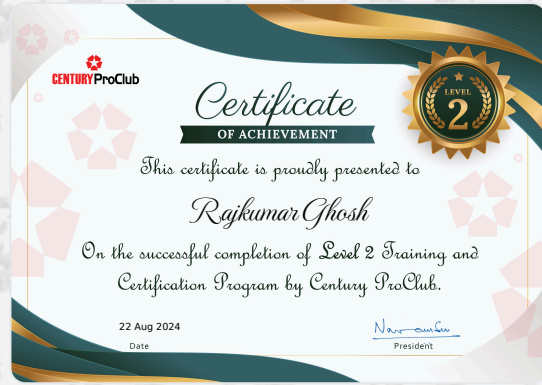 CENTURY ProClub
Certificate
OF ACHIEVEMENT
LEVEL
2
This certificate is proudly presented to
Rajkumar Ghosh
On the successful completion of Level 2 Training and
Certification Program by Century ProClub.
22 Aug 2024
Date
President